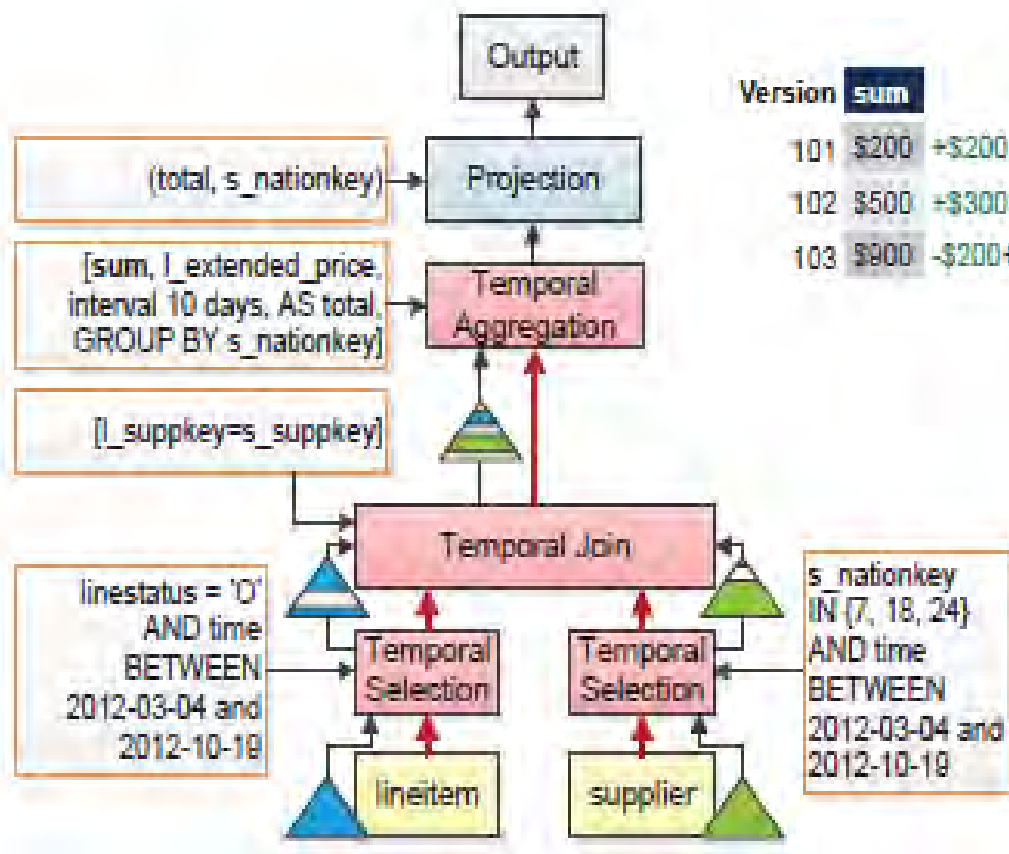 Output
Version sum
101 $200 +$200
102 $500 +$300
103 $900 -$200+
(total, s_nationkey)
Projection
[sum, l_extended_price,
interval 10 days, AS total,
GROUP BY s_nationkey]
Temporal
Aggregation
[l_suppkey=s_suppkey]
Temporal Join
linestatus = 'O'
AND time
BETWEEN
2012-03-04 and
2012-10-19
Temporal
Selection
Temporal
Selection
s_nationkey
IN {7, 18, 24}
AND time
BETWEEN
2012-03-04 and
2012-10-19
lineitem
supplier